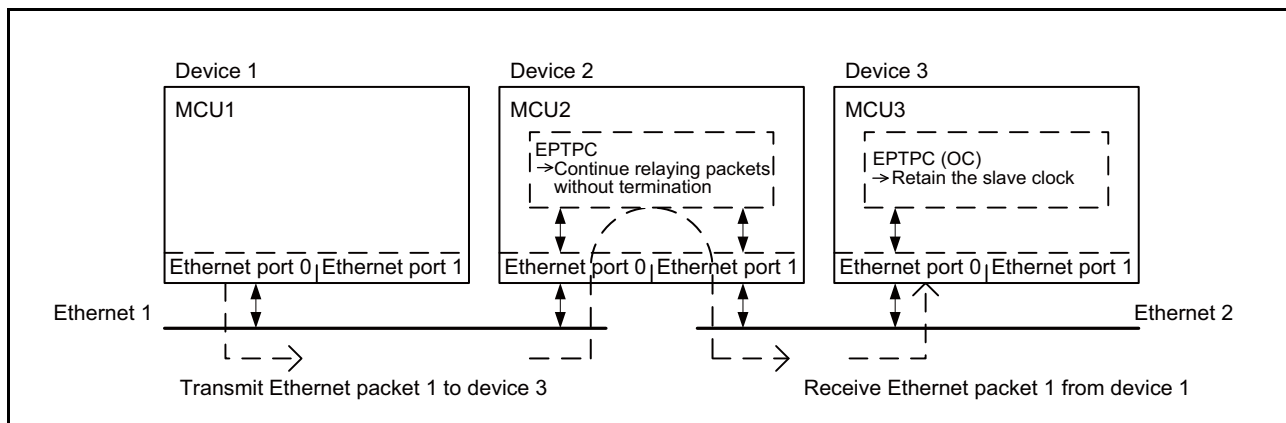 Device 1
Device 2
Device 3
MCU1
MCU2
MCU3
EPTPC
→Continue relaying packets
without termination
EPTPC (OC)
→Retain the slave clock
Ethernet port 0
Ethernet port 1
Ethernet port 0
Ethernet port 1
Ethernet port 0
Ethernet port 1
Ethernet 1
Ethernet 2
Transmit Ethernet packet 1 to device 3
Receive Ethernet packet 1 from device 1